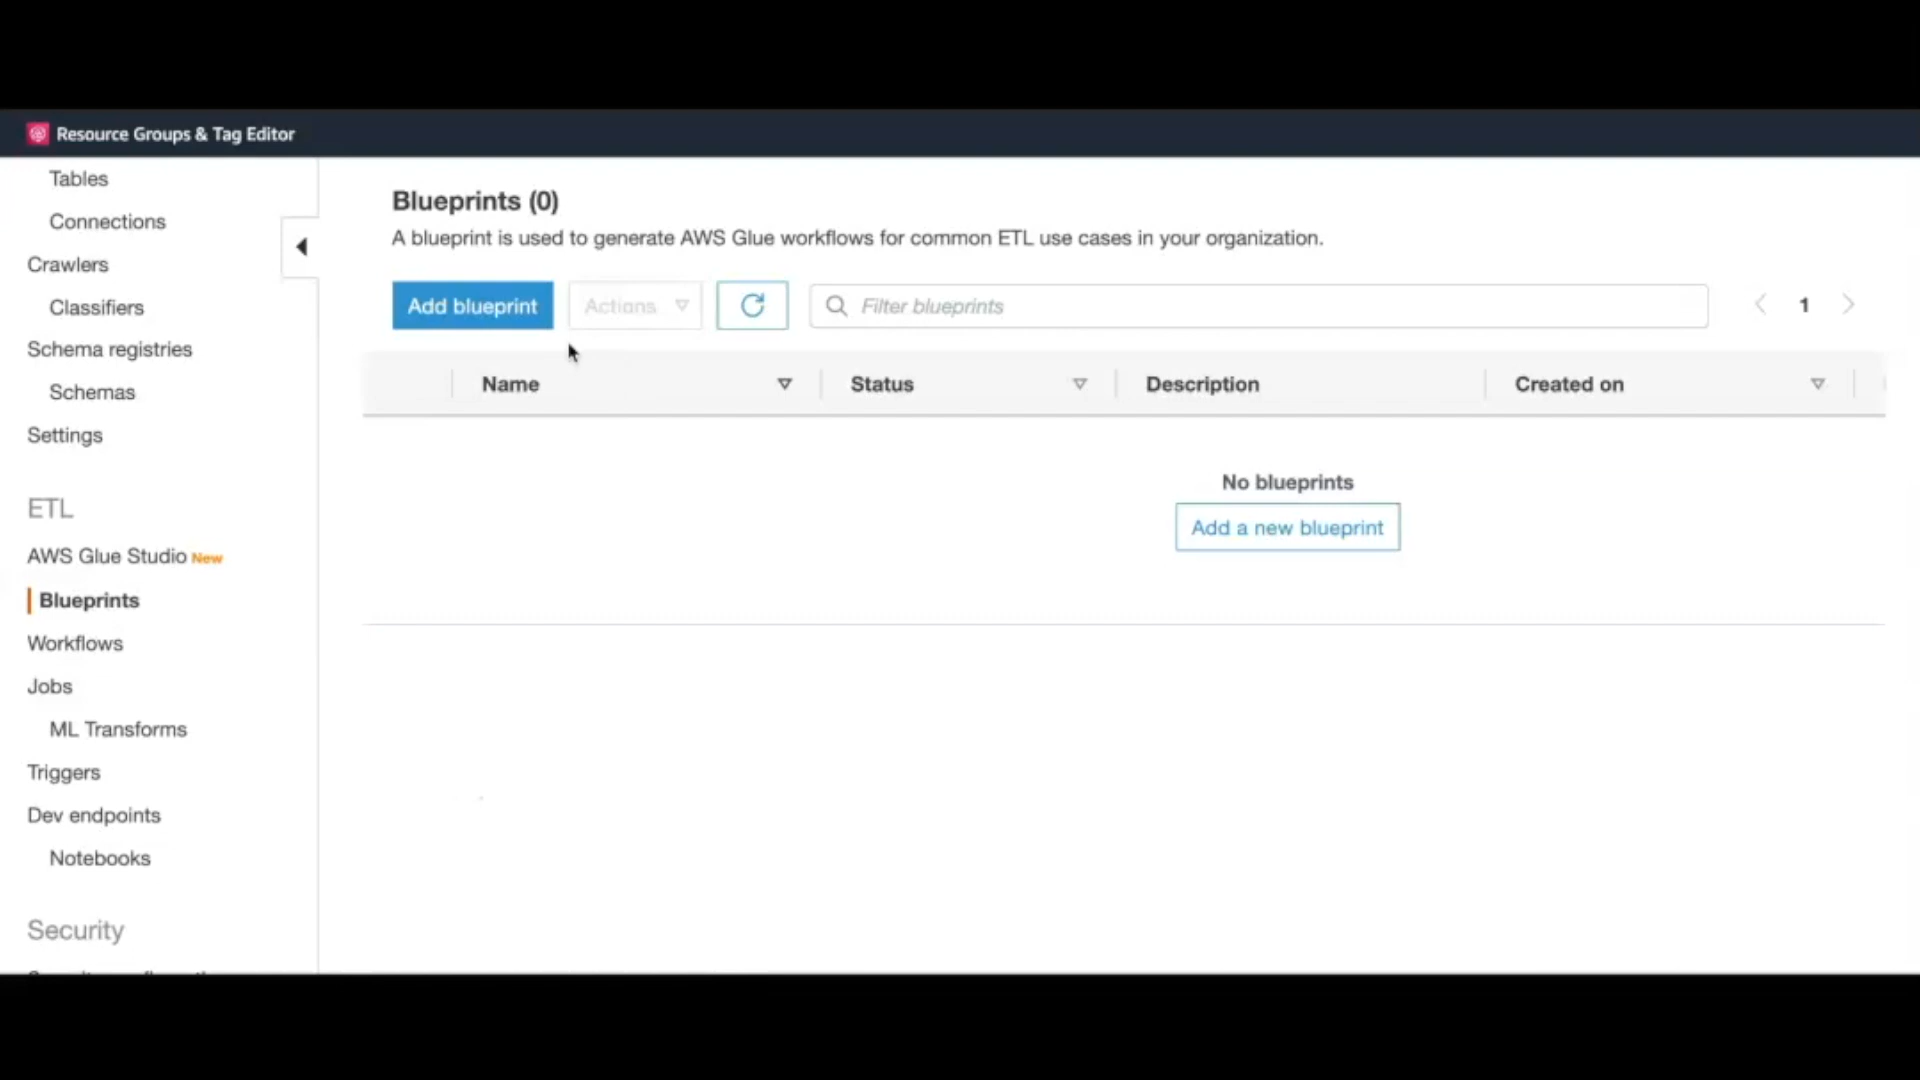 Resource Groups & Tag Editor
Tables
Connections
Crawlers
Classifiers
Schema registries
Schemas
Settings
ETL
AWS Glue Studio New
Blueprints
Workflows
Jobs
ML Transforms
Triggers
Dev endpoints
Notebooks
Security
Blueprints (0)
A blueprint is used to generate AWS Glue workflows for common ETL use cases in your organization.
Add blueprint Actions Filter blueprints 1
Name Status Description Created on
No blueprints
Add a new blueprint